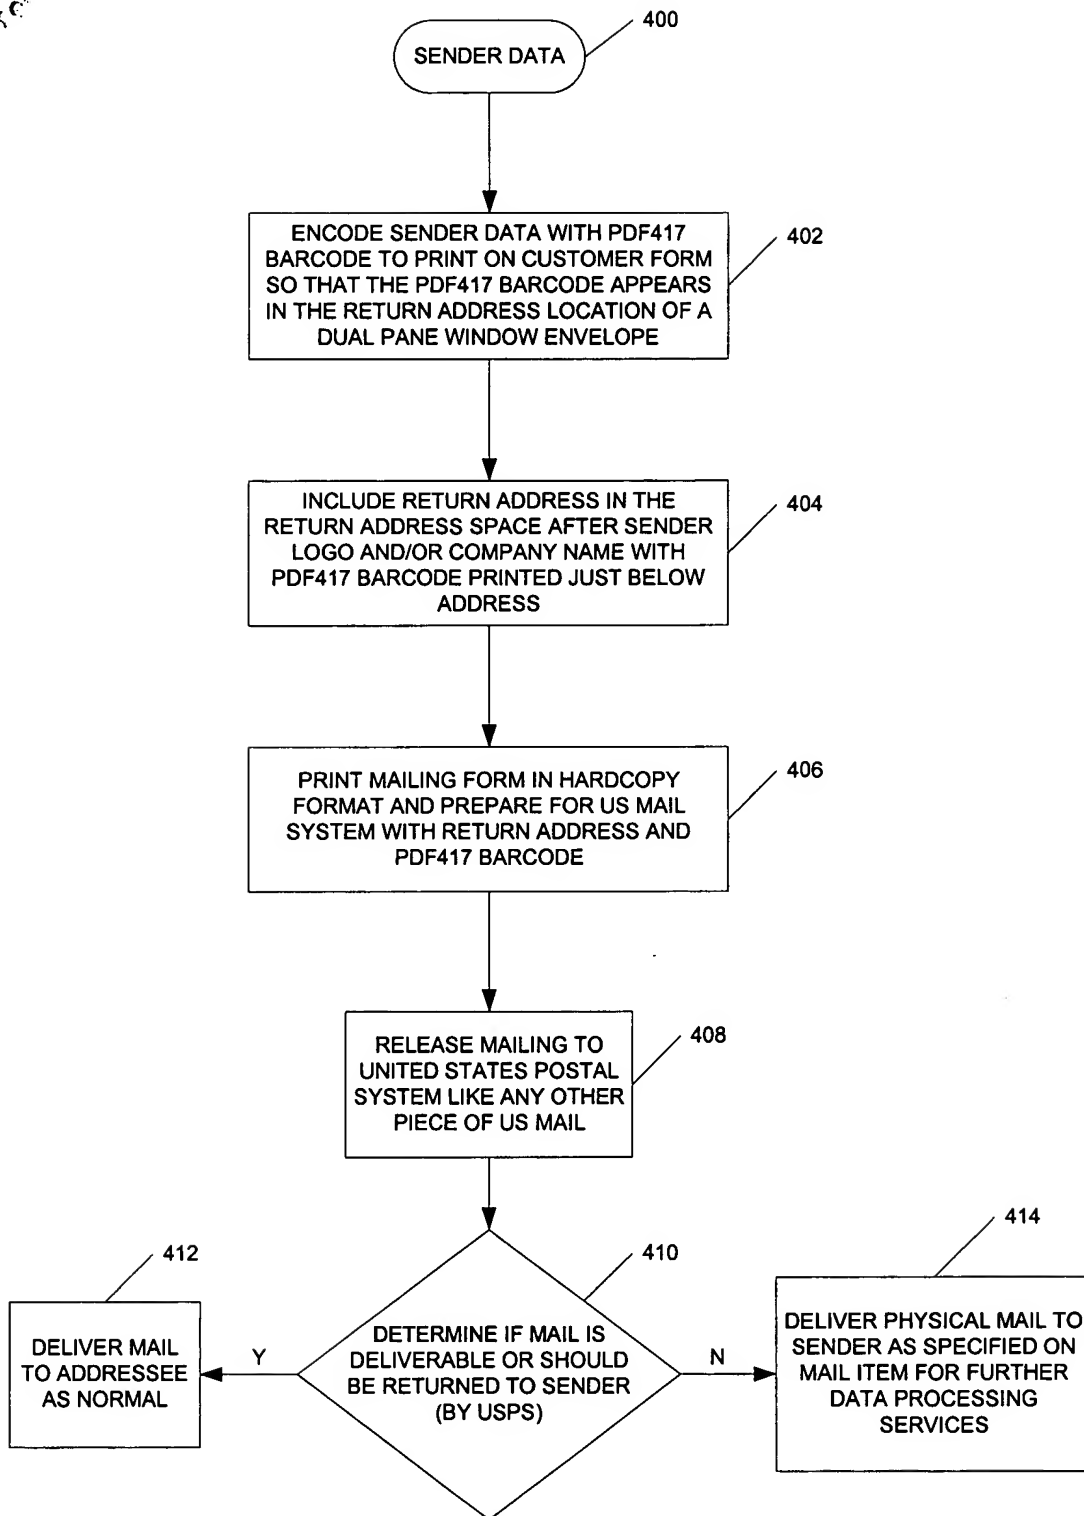 400
SENDER DATA
ENCODE SENDER DATA WITH PDF417
BARCODE TO PRINT ON CUSTOMER FORM
SO THAT THE PDF417 BARCODE APPEARS
IN THE RETURN ADDRESS LOCATION OF A
DUAL PANE WINDOW ENVELOPE
402
INCLUDE RETURN ADDRESS IN THE
RETURN ADDRESS SPACE AFTER SENDER
LOGO AND/OR COMPANY NAME WITH
PDF417 BARCODE PRINTED JUST BELOW
ADDRESS
404
PRINT MAILING FORM IN HARDCOPY
FORMAT AND PREPARE FOR US MAIL
SYSTEM WITH RETURN ADDRESS AND
PDF417 BARCODE
406
RELEASE MAILING TO
UNITED STATES POSTAL
SYSTEM LIKE ANY OTHER
PIECE OF US MAIL
408
410
DETERMINE IF MAIL IS
DELIVERABLE OR SHOULD
BE RETURNED TO SENDER
(BY USPS)
Y
N
412
DELIVER MAIL
TO ADDRESSEE
AS NORMAL
414
DELIVER PHYSICAL MAIL TO
SENDER AS SPECIFIED ON
MAIL ITEM FOR FURTHER
DATA PROCESSING
SERVICES